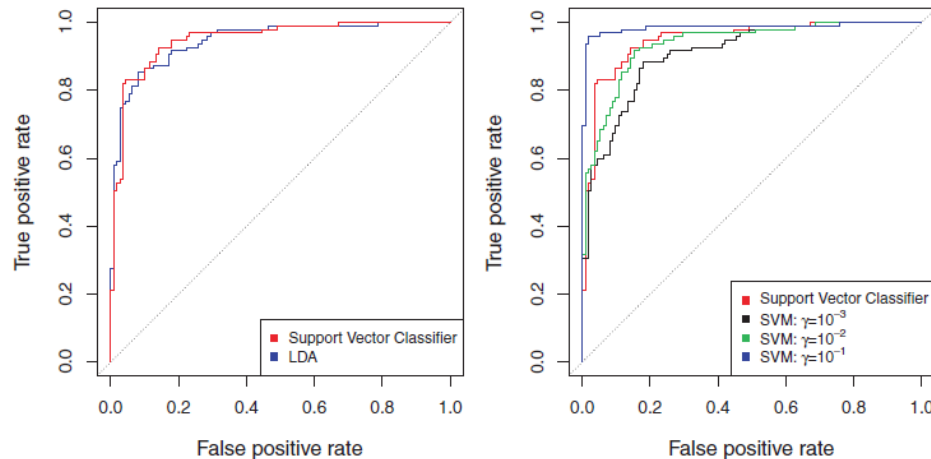 True positive rate
0.0 0.2 0.4 0.6 0.8 1.0
Support Vector Classifier
LDA
0.0 0.2 0.4 0.6 0.8 1.0
False positive rate
True positive rate
0.0 0.2 0.4 0.6 0.8 1.0
Support Vector Classifier
SVM: γ=10⁻³
SVM: γ=10⁻²
SVM: γ=10⁻¹
0.0 0.2 0.4 0.6 0.8 1.0
False positive rate